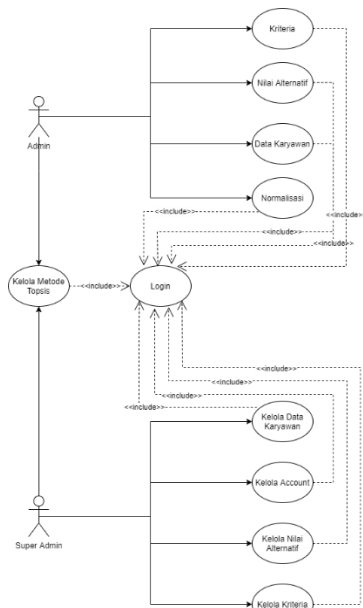 Kriteria
Nilai Alternatif
Admin
Data Karyawan
Normalisasi
<<include>>
<<include>>
<<include>>
<<include>>
Kelola Metode
Topsis
<<include>>
Login
<<include>>
<<include>>
<<include>>
<<include>>
Kelola Data
Karyawan
Kelola Account
Super Admin
Kelola Nilai
Alternatif
Kelola Kriteria